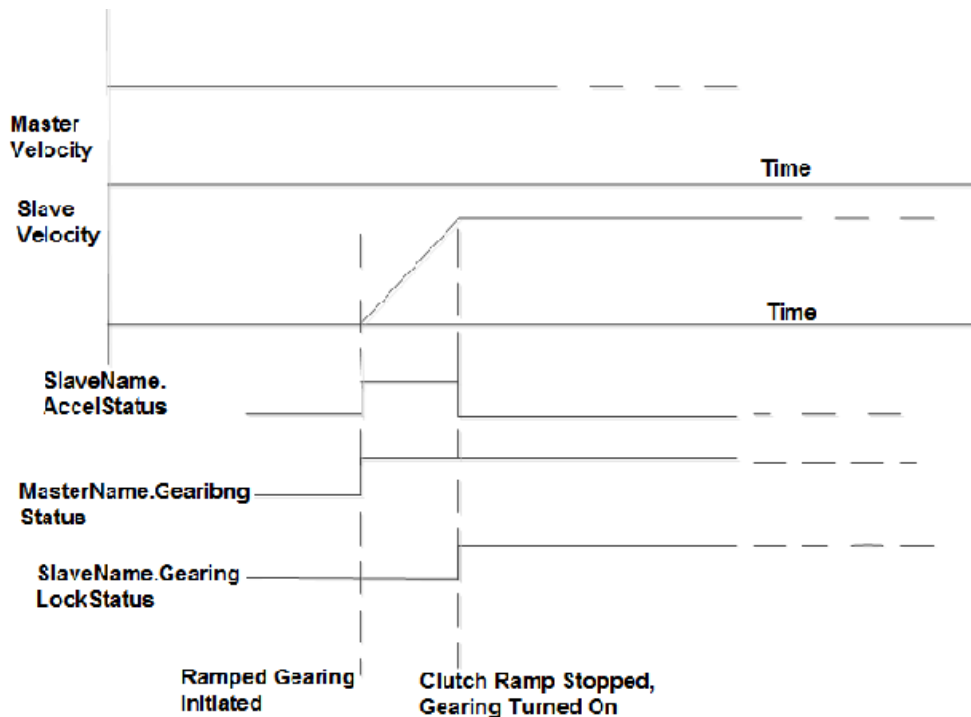 Master
Velocity
Time
Slave
Velocity
Time
SlaveName.
AccelStatus
MasterName.Gearibng
Status
SlaveName.Gearing
LockStatus
Ramped Gearing
Initiated
Clutch Ramp Stopped,
Gearing Turned On